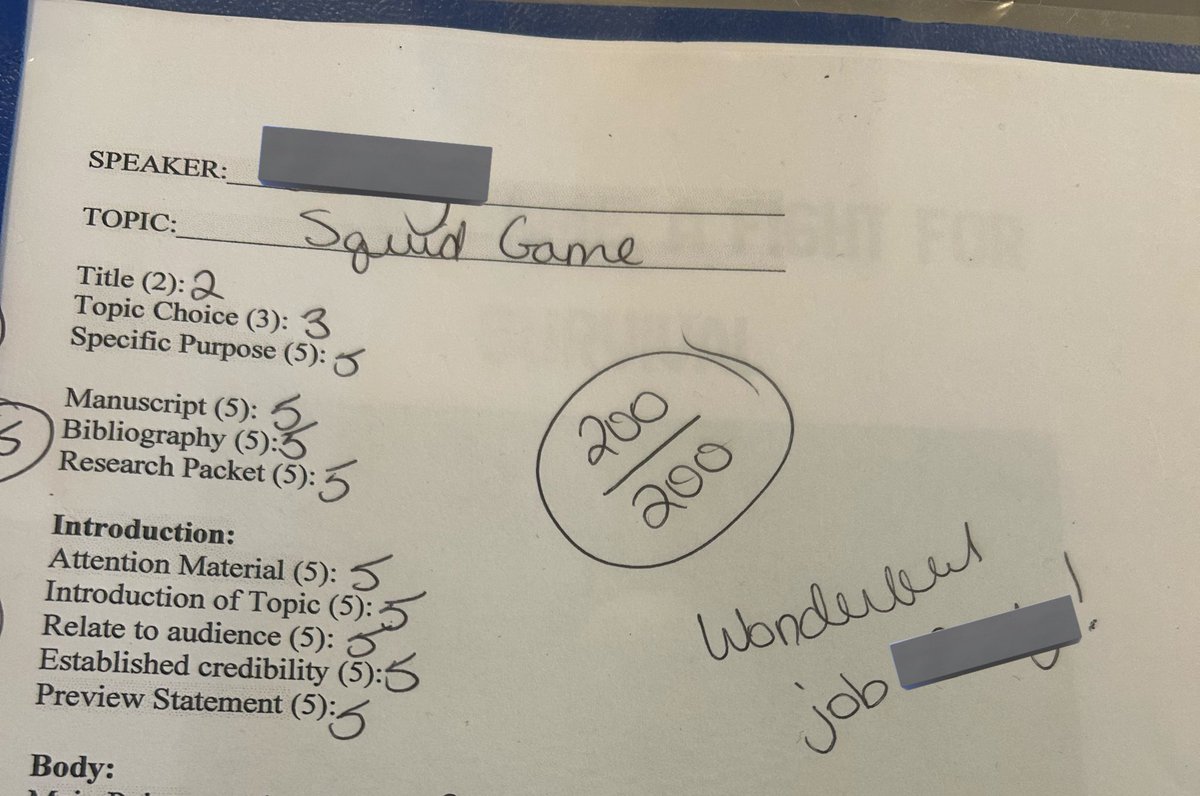 SPEAKER:
TOPIC: Squid Game
Title (2): 2
Topic Choice (3): 3
Specific Purpose (5): 5
Manuscript (5): 5
Bibliography (5): 5
Research Packet (5): 5
200
200
Introduction:
Attention Material (5): 5
Introduction of Topic (5): 5
Relate to audience (5): 5
Established credibility (5): 5
Preview Statement (5): 5
Wonderful
job !
Body: